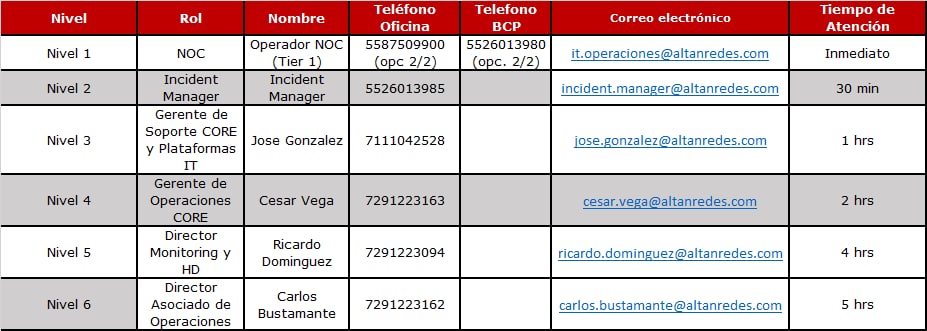 Nivel Rol Nombre Teléfono Oficina Telefono BCP Correo electrónico Tiempo de Atención
Nivel 1 NOC Operador NOC (Tier 1) 5587509900 (opc 2/2) 5526013980 (opc. 2/2) it.operaciones@altanredes.com Inmediato
Nivel 2 Incident Manager Incident Manager 5526013985 incident.manager@altanredes.com 30 min
Nivel 3 Gerente de Soporte CORE y Plataformas IT Jose Gonzalez 7111042528 jose.gonzalez@altanredes.com 1 hrs
Nivel 4 Gerente de Operaciones CORE Cesar Vega 7291223163 cesar.vega@altanredes.com 2 hrs
Nivel 5 Director Monitoring y HD Ricardo Dominguez 7291223094 ricardo.dominguez@altanredes.com 4 hrs
Nivel 6 Director Asociado de Operaciones Carlos Bustamante 7291223162 carlos.bustamante@altanredes.com 5 hrs